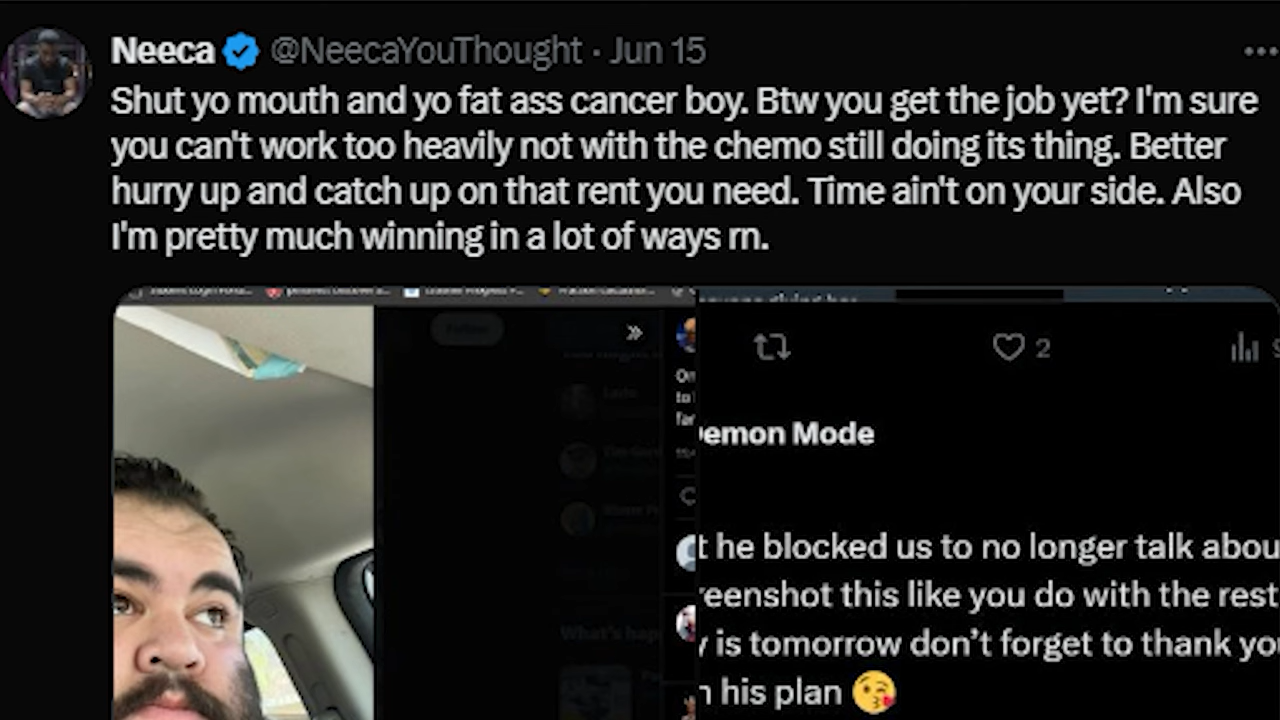 Neeca @NeecaYouThought · Jun 15
Shut yo mouth and yo fat ass cancer boy. Btw you get the job yet? I'm sure
you can't work too heavily not with the chemo still doing its thing. Better
hurry up and catch up on that rent you need. Time ain't on your side. Also
I'm pretty much winning in a lot of ways rn.
2
emon Mode
t he blocked us to no longer talk abou
reenshot this like you do with the rest
is tomorrow don't forget to thank yo
his plan 😘
What's hap